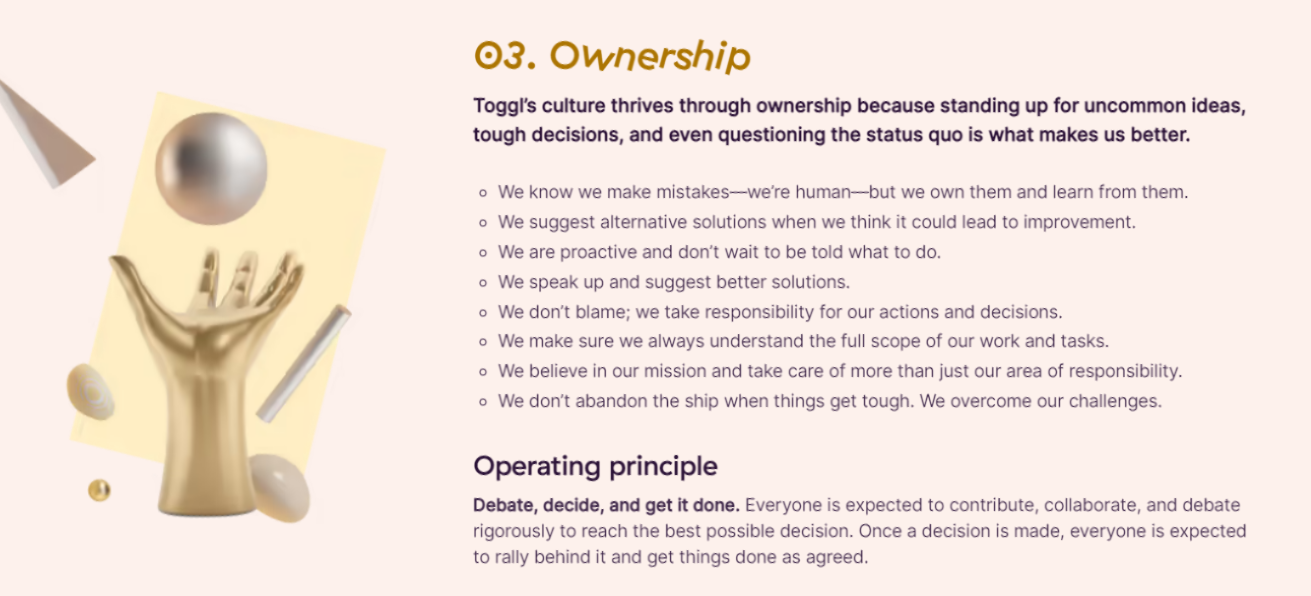 03. Ownership
Toggl’s culture thrives through ownership because standing up for uncommon ideas,
tough decisions, and even questioning the status quo is what makes us better.
We know we make mistakes—we’re human—but we own them and learn from them.
We suggest alternative solutions when we think it could lead to improvement.
We are proactive and don’t wait to be told what to do.
We speak up and suggest better solutions.
We don’t blame; we take responsibility for our actions and decisions.
We make sure we always understand the full scope of our work and tasks.
We believe in our mission and take care of more than just our area of responsibility.
We don’t abandon the ship when things get tough. We overcome our challenges.
Operating principle
Debate, decide, and get it done. Everyone is expected to contribute, collaborate, and debate
rigorously to reach the best possible decision. Once a decision is made, everyone is expected
to rally behind it and get things done as agreed.